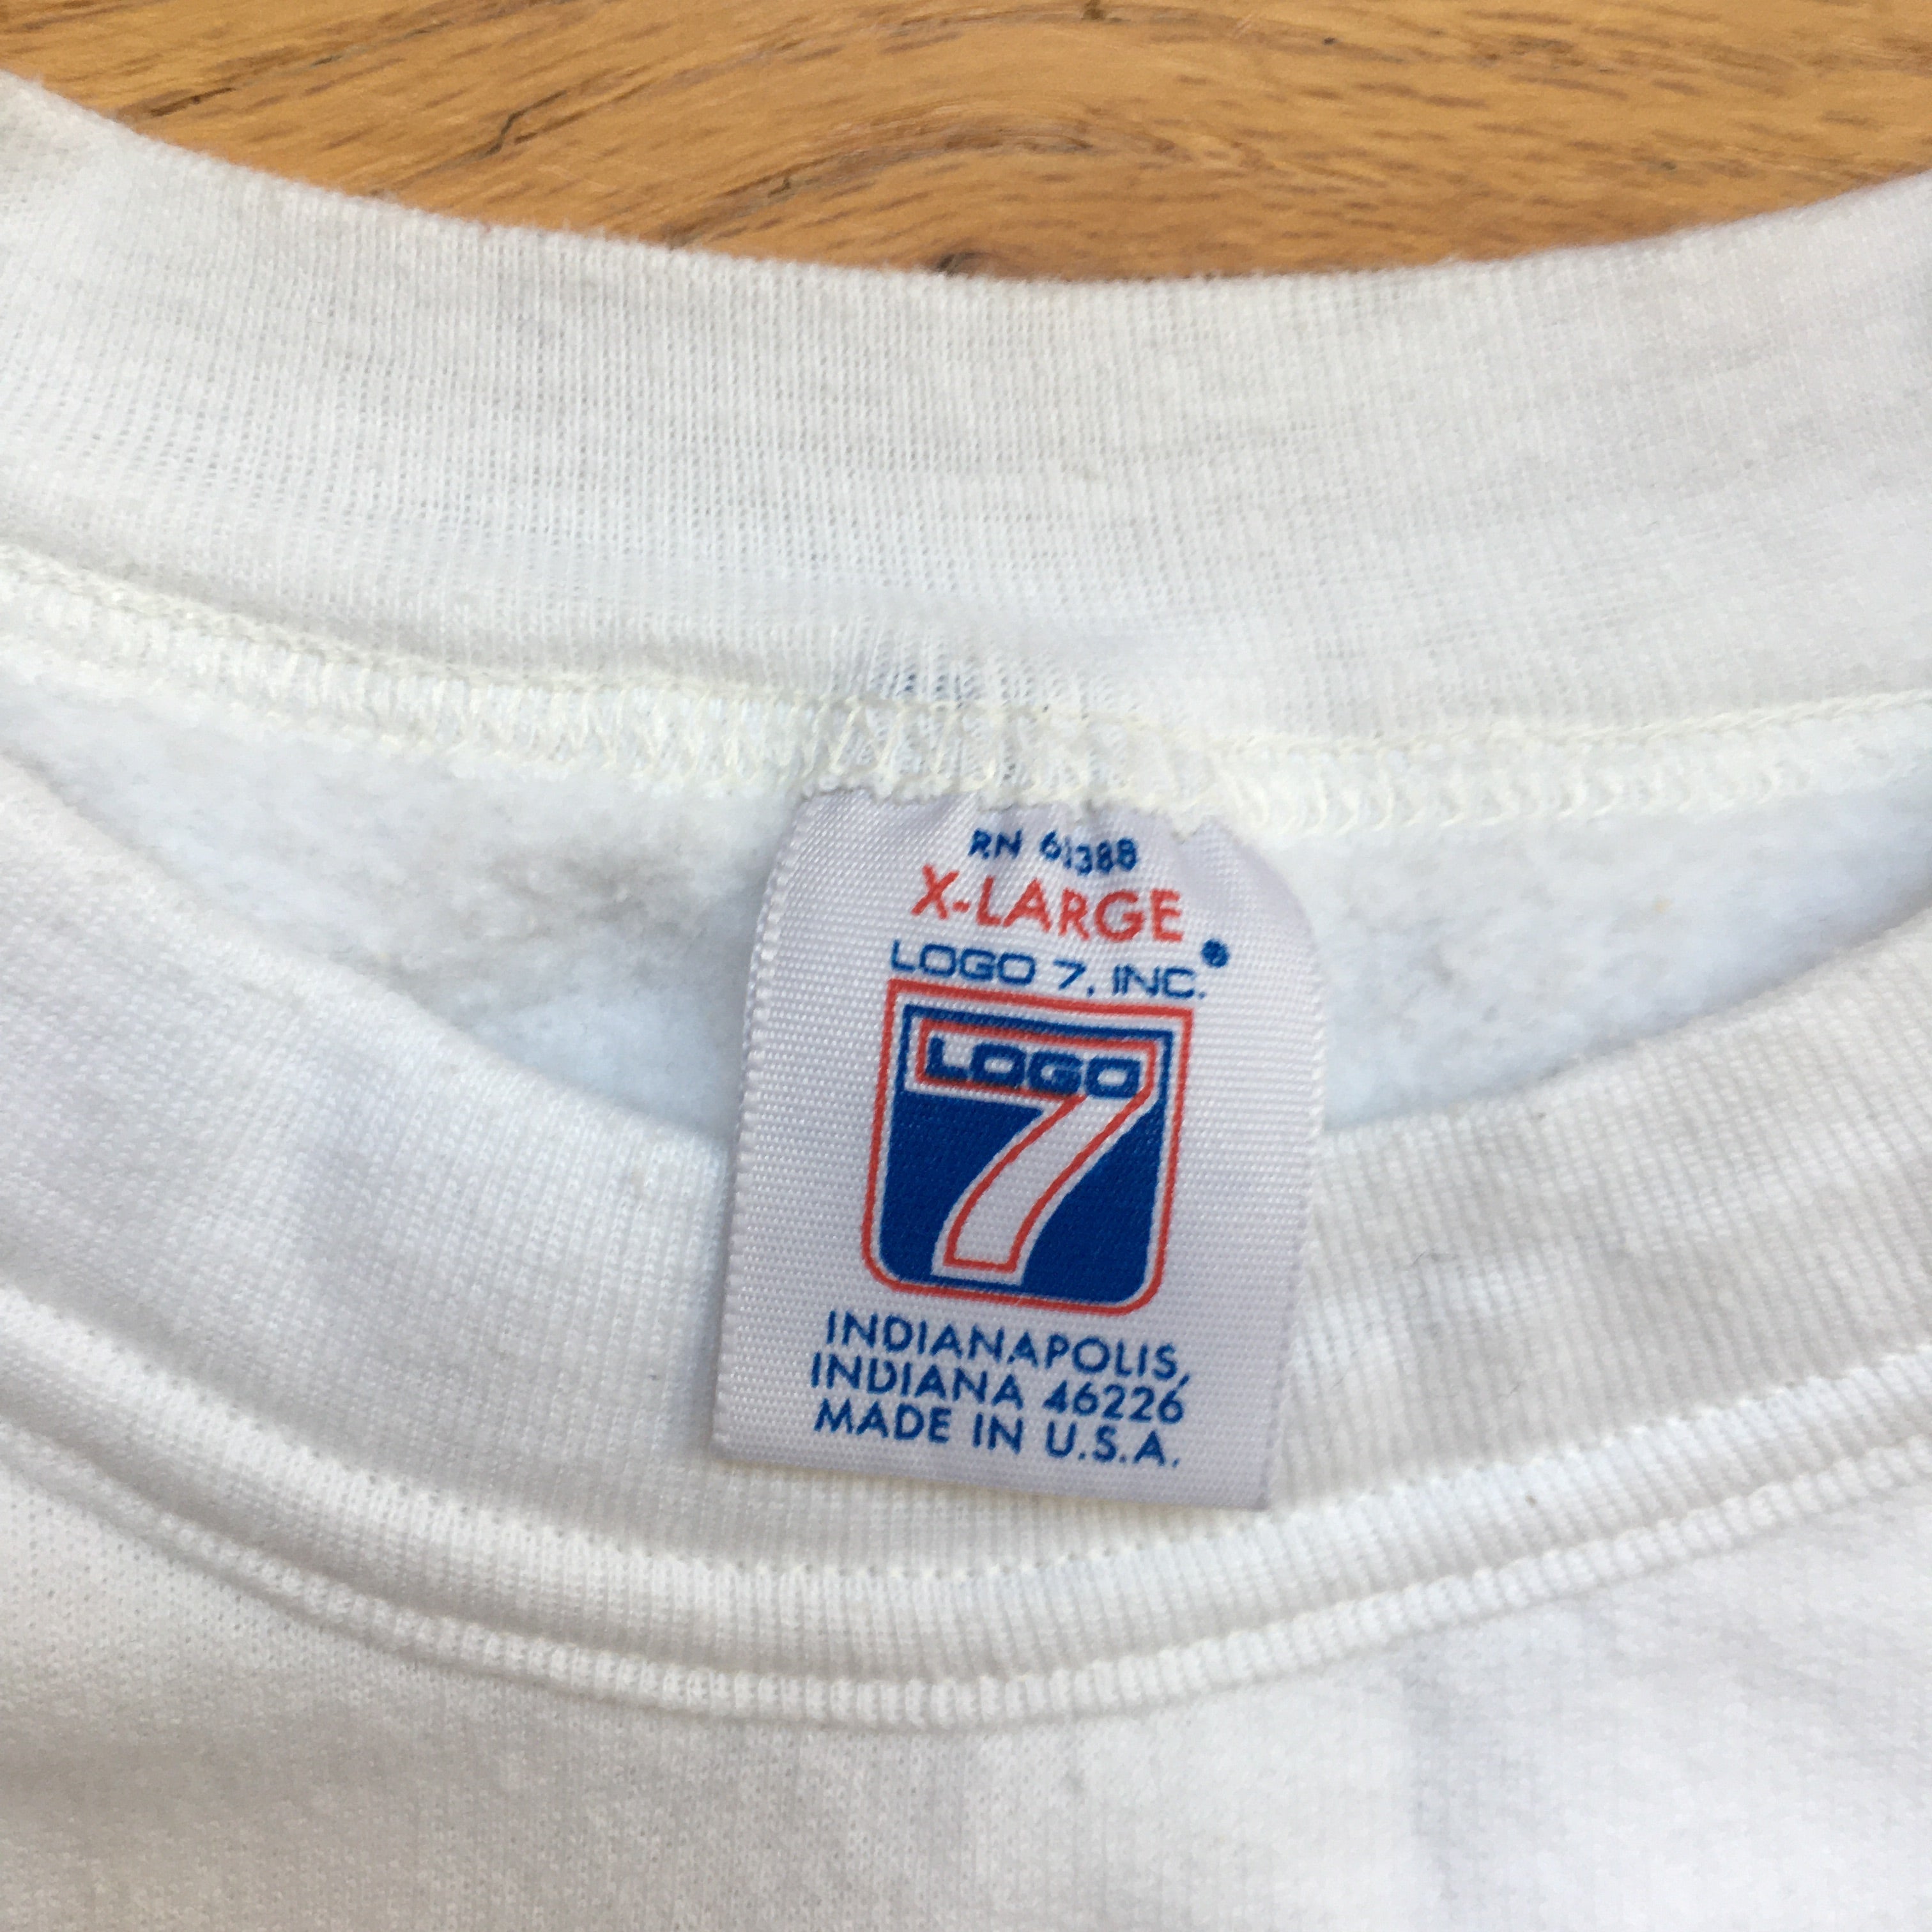 RN 61388
X-LARGE
LOGO 7, INC.
LOGO
7
INDIANAPOLIS,
INDIANA 46226
MADE IN U.S.A.